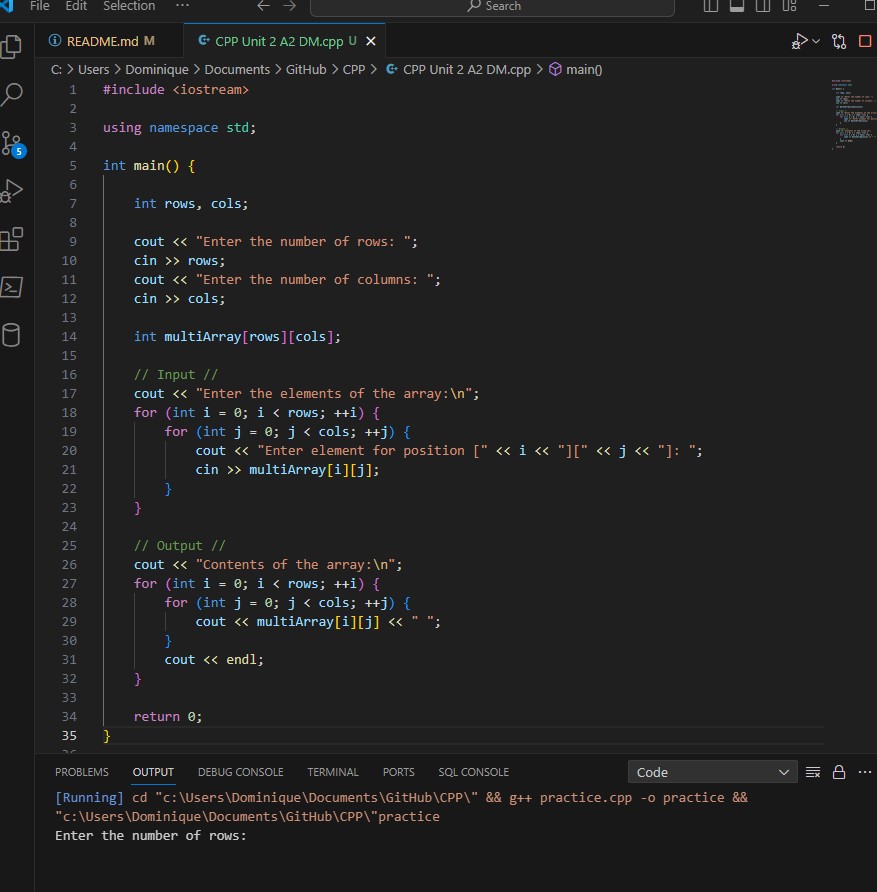 File Edit Selection ··· Search
README.md M CPP Unit 2 A2 DM.cpp U
C: > Users > Dominique > Documents > GitHub > CPP > CPP Unit 2 A2 DM.cpp > main()
1 #include <iostream>
2
3 using namespace std;
4
5 int main() {
6
7 int rows, cols;
8
9 cout << "Enter the number of rows: ";
10 cin >> rows;
11 cout << "Enter the number of columns: ";
12 cin >> cols;
13
14 int multiArray[rows][cols];
15
16 // Input //
17 cout << "Enter the elements of the array:\n";
18 for (int i = 0; i < rows; ++i) {
19 for (int j = 0; j < cols; ++j) {
20 cout << "Enter element for position [" << i << "][" << j << "]: ";
21 cin >> multiArray[i][j];
22 }
23 }
24
25 // Output //
26 cout << "Contents of the array:\n";
27 for (int i = 0; i < rows; ++i) {
28 for (int j = 0; j < cols; ++j) {
29 cout << multiArray[i][j] << " ";
30 }
31 cout << endl;
32 }
33
34 return 0;
35 }
5
PROBLEMS OUTPUT DEBUG CONSOLE TERMINAL PORTS SQL CONSOLE Code
[Running] cd "c:\Users\Dominique\Documents\GitHub\CPP\" && g++ practice.cpp -o practice &&
"c:\Users\Dominique\Documents\GitHub\CPP\"practice
Enter the number of rows: